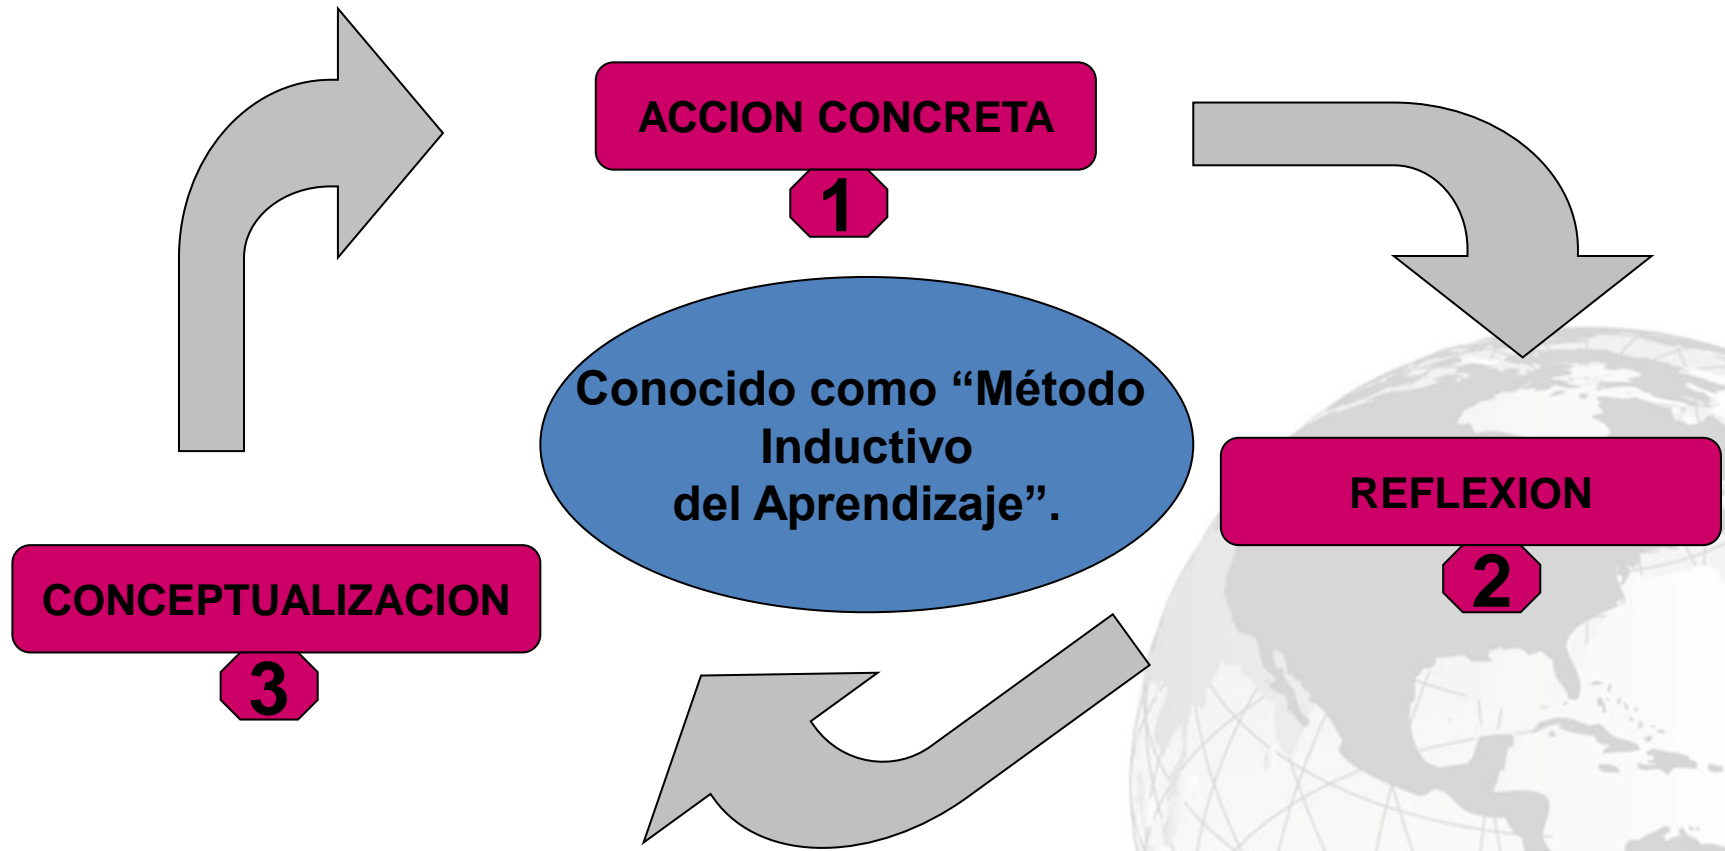 ACCION CONCRETA
1
Conocido como “Método
Inductivo
del Aprendizaje”.
REFLEXION
2
CONCEPTUALIZACION
3